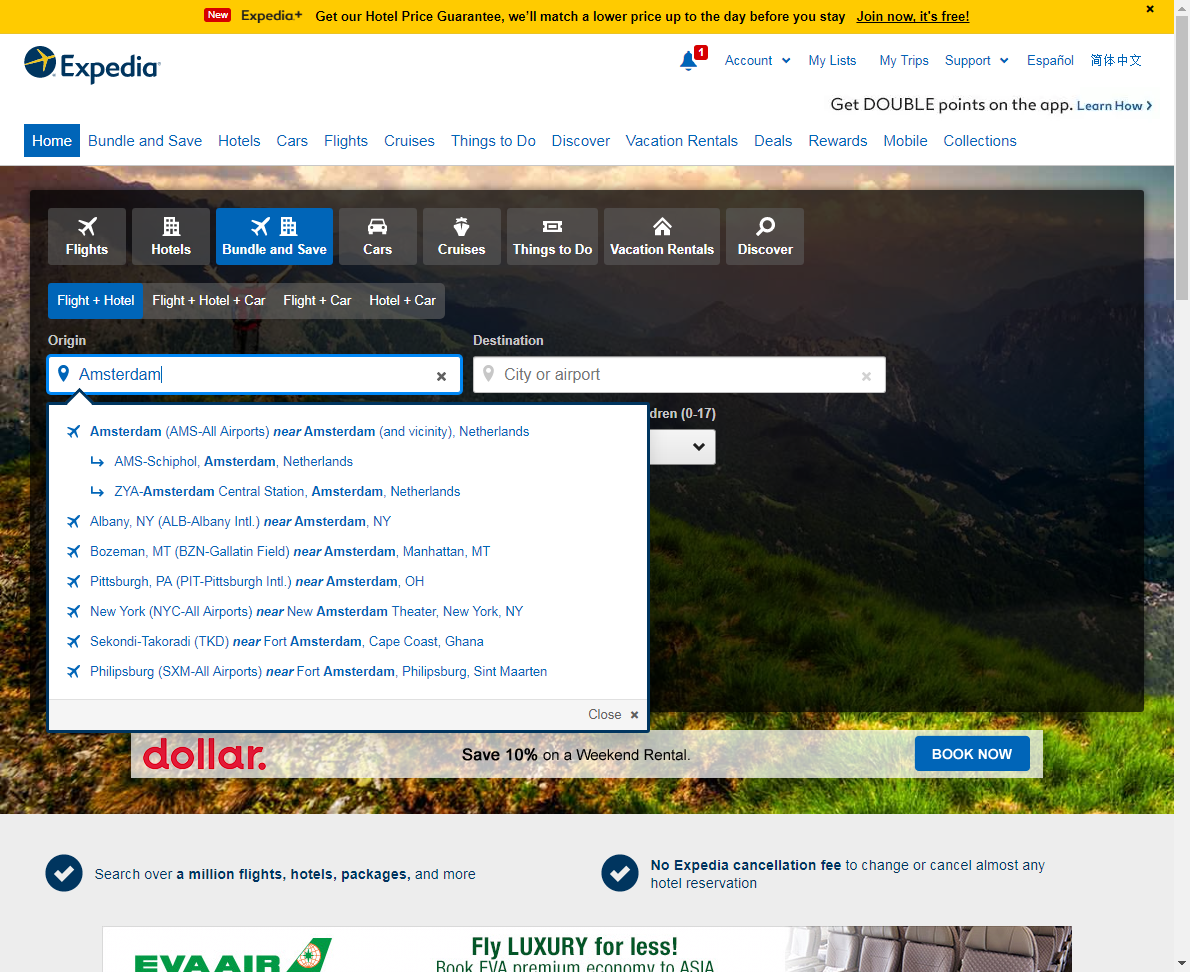 New Expedia+ Get our Hotel Price Guarantee, we'll match a lower price up to the day before you stay Join now, it's free!
Expedia
1 Account My Lists My Trips Support Español 简体中文
Get DOUBLE points on the app. Learn How
Home Bundle and Save Hotels Cars Flights Cruises Things to Do Discover Vacation Rentals Deals Rewards Mobile Collections
Flights Hotels Bundle and Save Cars Cruises Things to Do Vacation Rentals Discover
Flight + Hotel Flight + Hotel + Car Flight + Car Hotel + Car
Origin Destination
Amsterdam City or airport
dren (0-17)
Amsterdam (AMS-All Airports) near Amsterdam (and vicinity), Netherlands
AMS-Schiphol, Amsterdam, Netherlands
ZYA-Amsterdam Central Station, Amsterdam, Netherlands
Albany, NY (ALB-Albany Intl.) near Amsterdam, NY
Bozeman, MT (BZN-Gallatin Field) near Amsterdam, Manhattan, MT
Pittsburgh, PA (PIT-Pittsburgh Intl.) near Amsterdam, OH
New York (NYC-All Airports) near New Amsterdam Theater, New York, NY
Sekondi-Takoradi (TKD) near Fort Amsterdam, Cape Coast, Ghana
Philipsburg (SXM-All Airports) near Fort Amsterdam, Philipsburg, Sint Maarten
Close
dollar. Save 10% on a Weekend Rental. BOOK NOW
Search over a million flights, hotels, packages, and more
No Expedia cancellation fee to change or cancel almost any
hotel reservation
EVA AIR Fly LUXURY for less!
Book EVA premium economy to ASIA